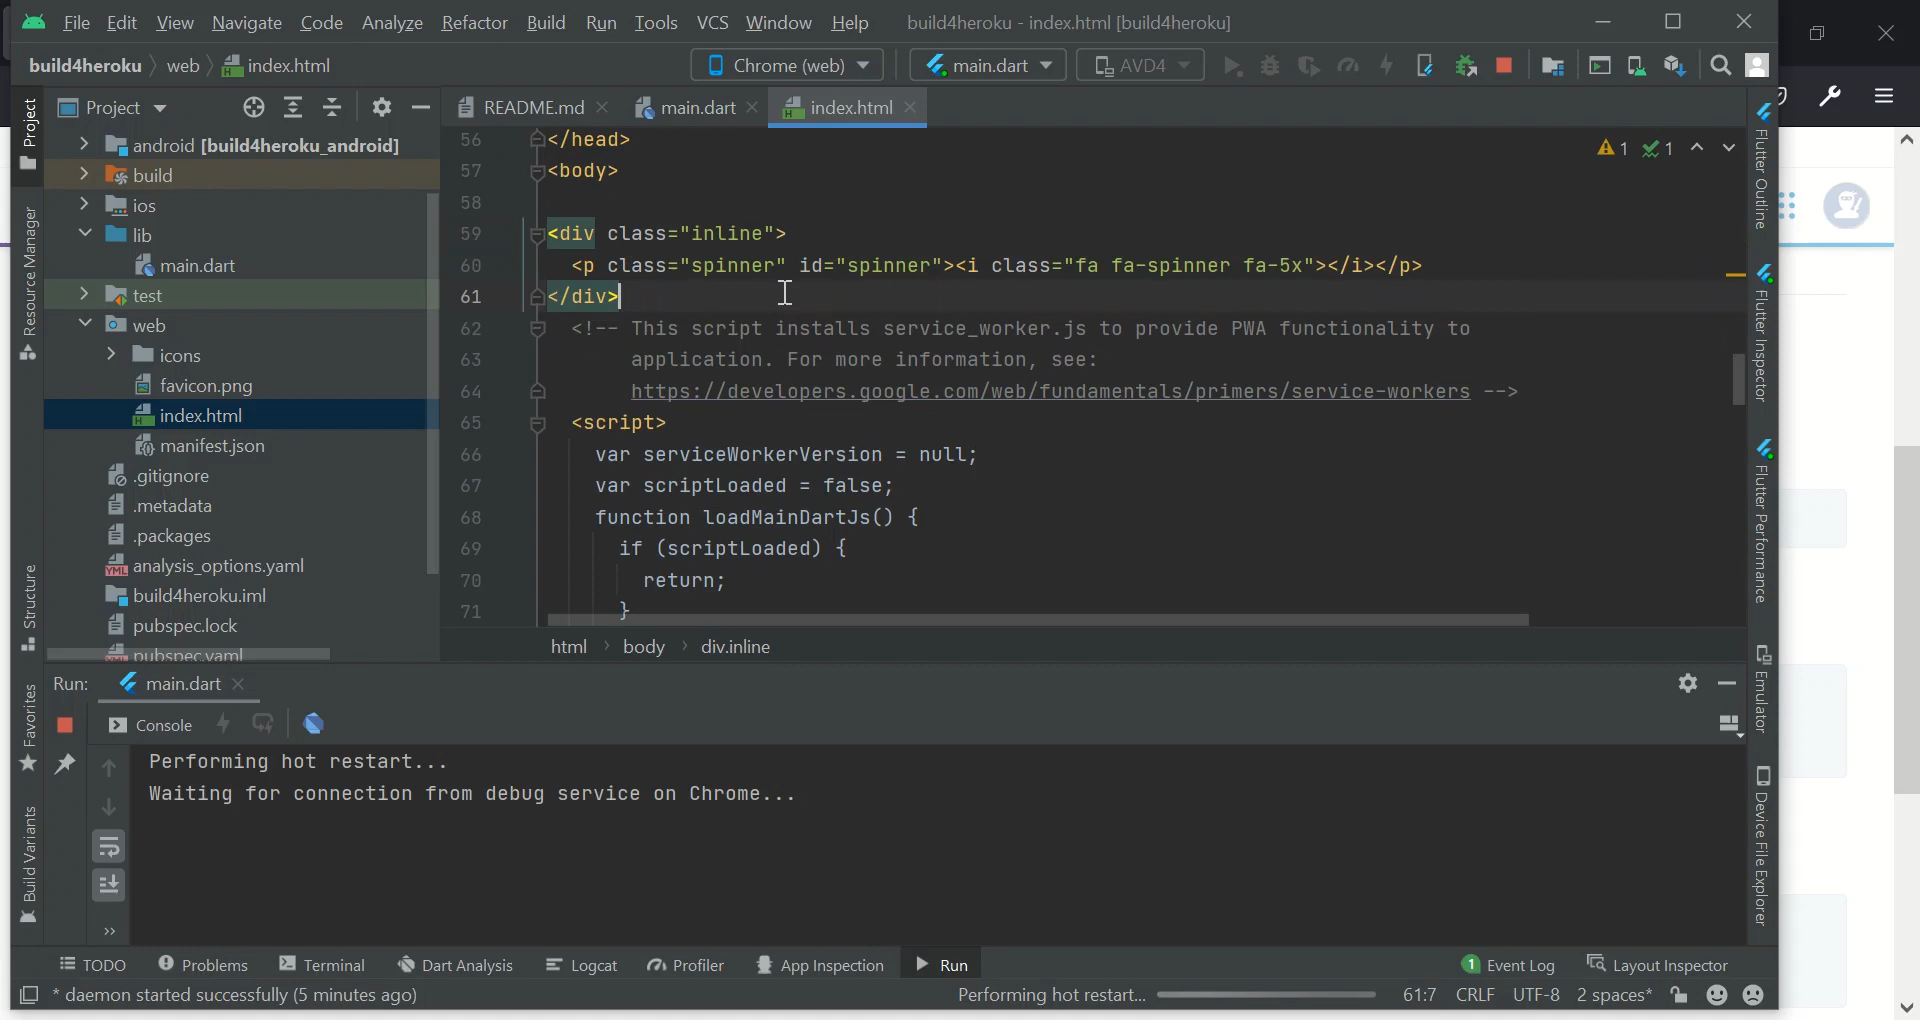 File Edit View Navigate Code Analyze Refactor Build Run Tools VCS Window Help build4heroku - index.html [build4heroku]
build4heroku web index.html Chrome (web) main.dart AVD4
Project README.md main.dart index.html
android [build4heroku_android]
build
ios
lib
main.dart
test
web
icons
favicon.png
index.html
manifest.json
.gitignore
.metadata
.packages
analysis_options.yaml
build4heroku.iml
pubspec.lock
pubspec.yaml
Project
Resource Manager
Structure
Favorites
Build Variants
1 1
56 </head>
57 <body>
58
59 <div class="inline">
60 <p class="spinner" id="spinner"><i class="fa fa-spinner fa-5x"></i></p>
61 </div>
62 <!-- This script installs service_worker.js to provide PWA functionality to
63 application. For more information, see:
64 https://developers.google.com/web/fundamentals/primers/service-workers -->
65 <script>
66 var serviceWorkerVersion = null;
67 var scriptLoaded = false;
68 function loadMainDartJs() {
69 if (scriptLoaded) {
70 return;
71 }
html body div.inline
Flutter Outline
Flutter Inspector
Flutter Performance
Emulator
Device File Explorer
Run: main.dart
Console
Performing hot restart...
Waiting for connection from debug service on Chrome...
TODO Problems Terminal Dart Analysis Logcat Profiler App Inspection Run 1 Event Log Layout Inspector
* daemon started successfully (5 minutes ago) Performing hot restart... 61:7 CRLF UTF-8 2 spaces*